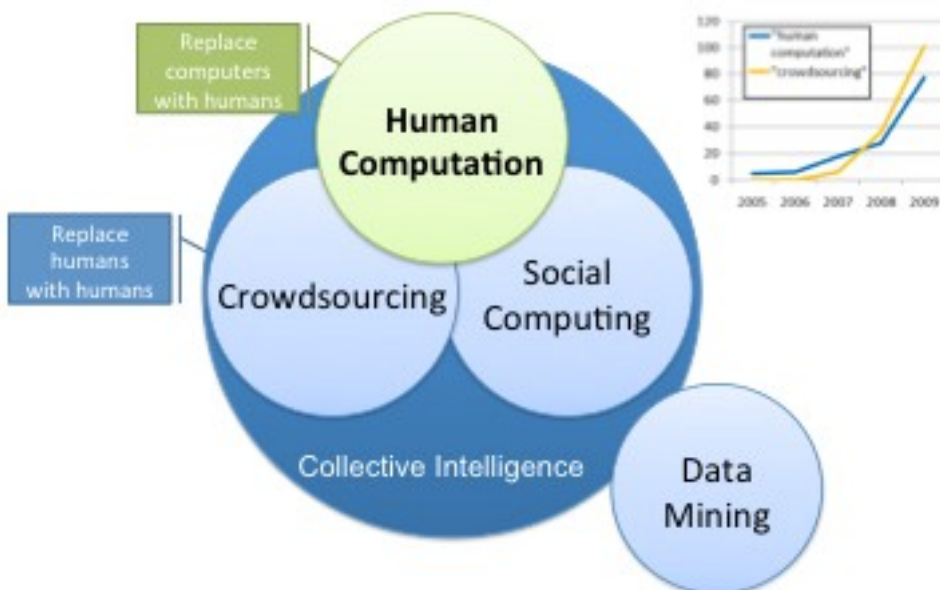 Replace
computers
with humans
Human
Computation
Replace
humans
with humans
Crowdsourcing
Social
Computing
Collective Intelligence
Data
Mining
120
100
80
60
40
20
0
"human
computation"
"crowdsourcing"
2005 2006 2007 2008 2009